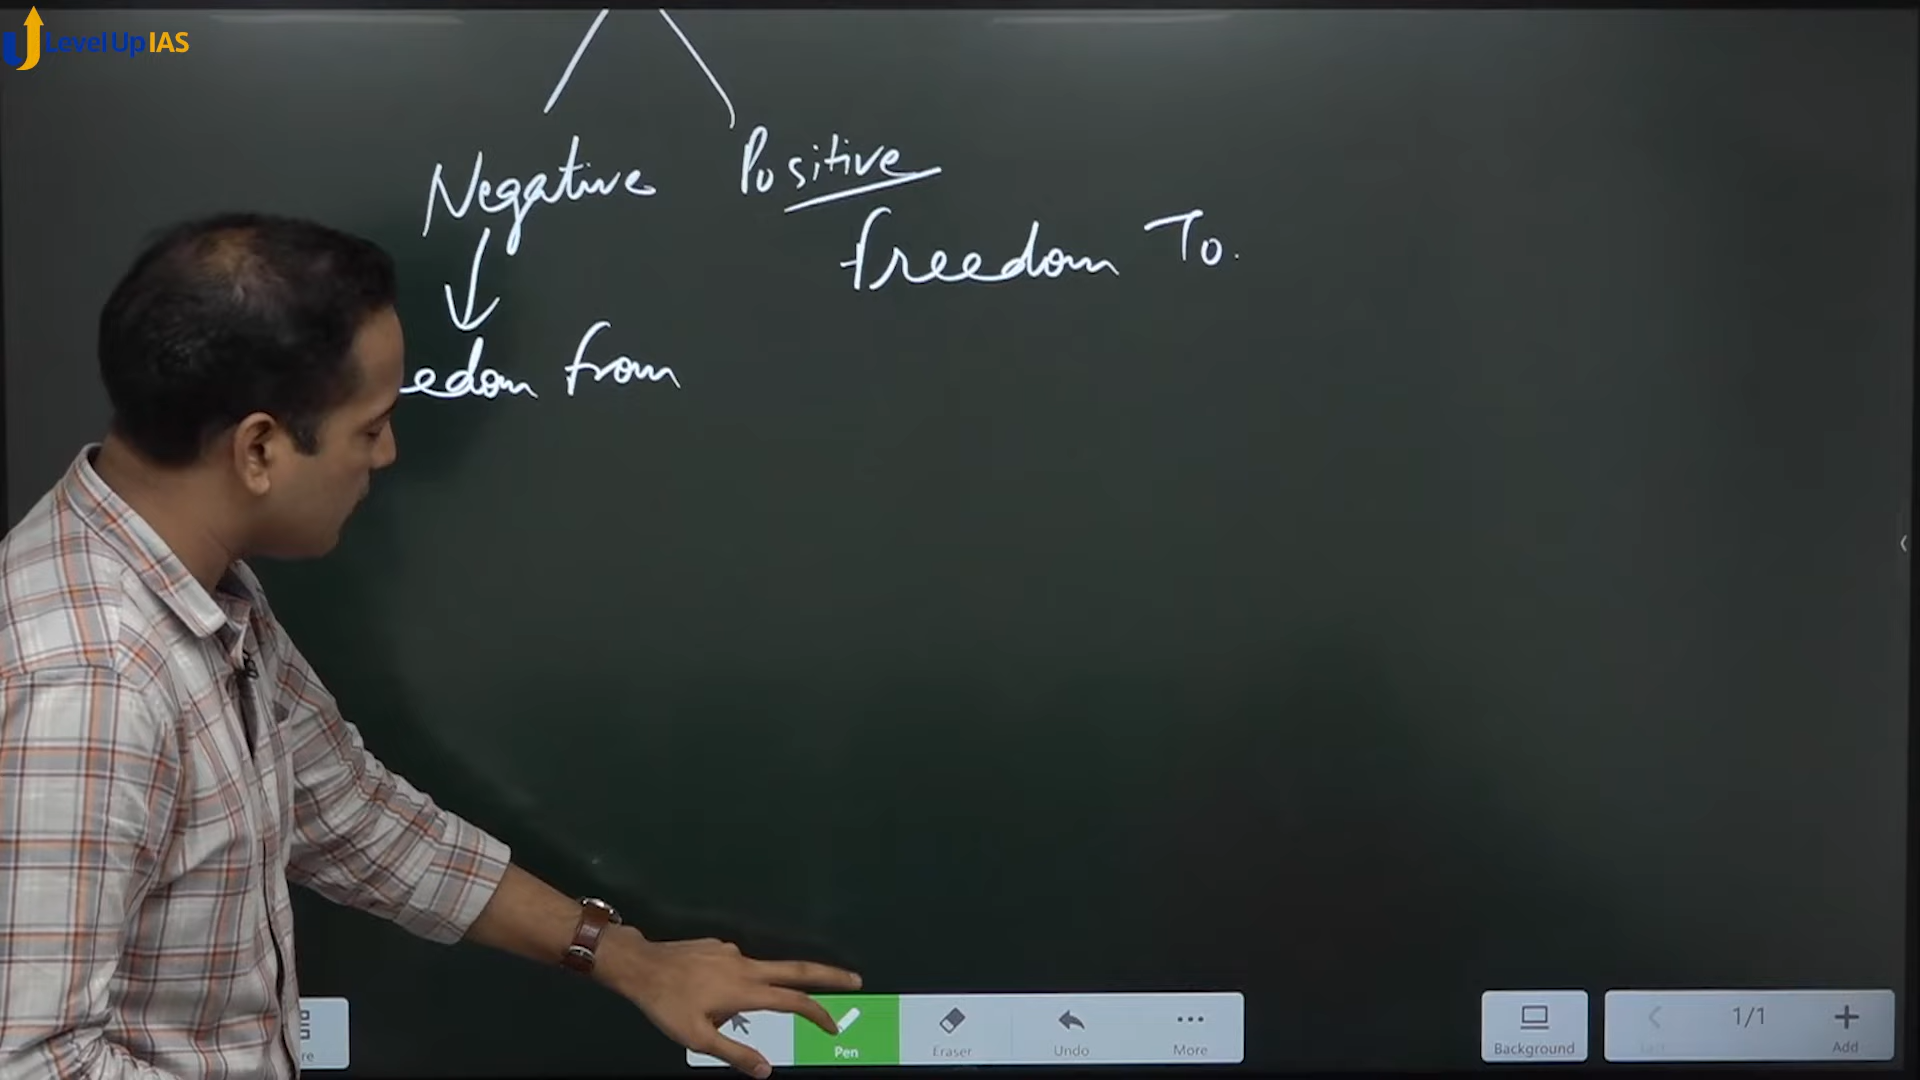 Level Up IAS
Negative Positive
freedom To.
edom from
Pen
Eraser
Undo
More
Background
1/1
Add